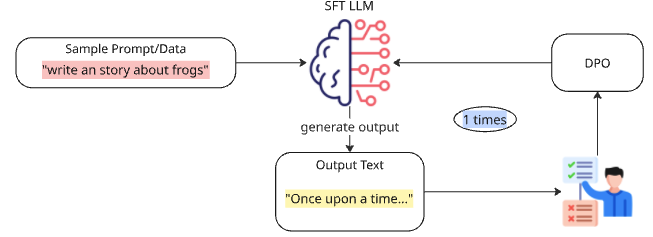 SFT LLM
Sample Prompt/Data
"write an story about frogs"
DPO
generate output
1 times
Output Text
"Once upon a time..."